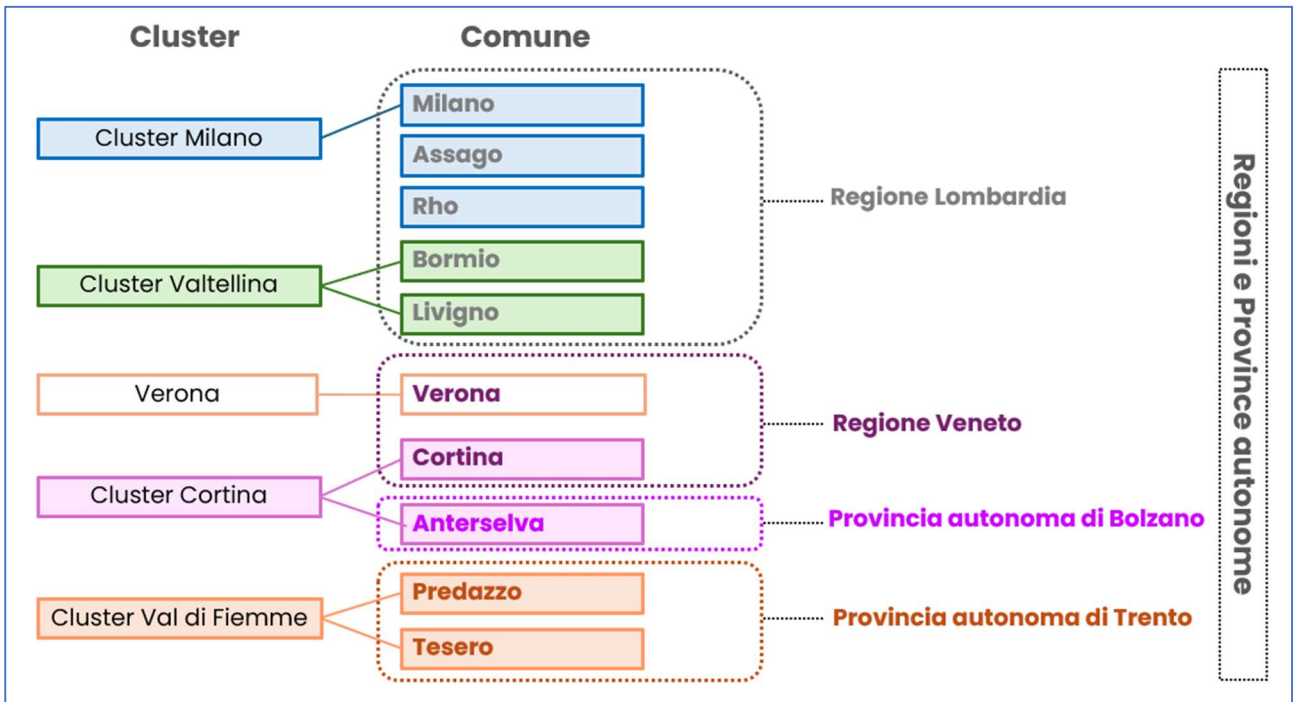 Cluster
Comune
Cluster Milano
Milano
Assago
Rho
Regione Lombardia
Cluster Valtellina
Bormio
Livigno
Verona
Verona
Regione Veneto
Cluster Cortina
Cortina
Anterselva
Provincia autonoma di Bolzano
Cluster Val di Fiemme
Predazzo
Tesero
Provincia autonoma di Trento
Regioni e Province autonome